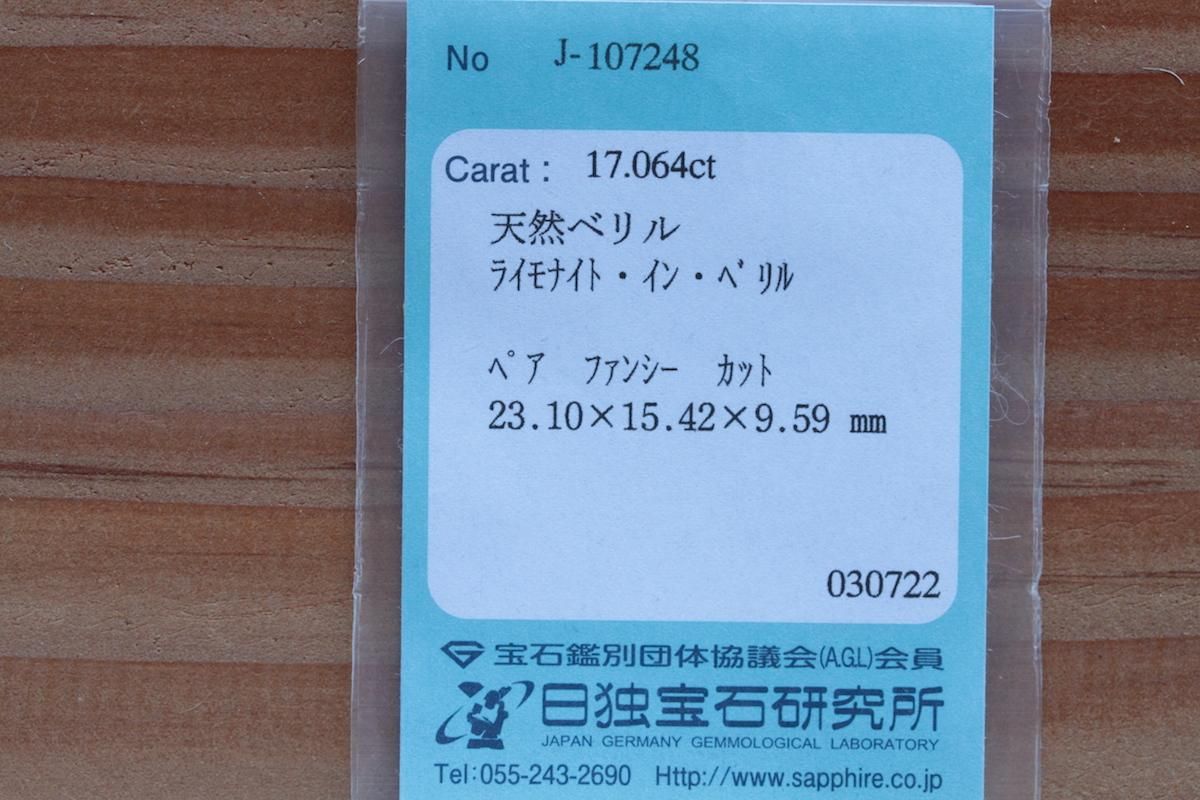 No J-107248
Carat： 17.064ct
天然ベリル
ﾗｲﾓﾅｲﾄ・ｲﾝ・ﾍﾞﾘﾙ
ﾍﾟｱ ﾌｧﾝｼｰ ｶｯﾄ
23.10×15.42×9.59 ㎜
030722
宝石鑑別団体協議会(A.G.L)会員
日独宝石研究所
JAPAN GERMANY GEMMOLOGICAL LABORATORY
Tel:055-243-2690 Http://www.sapphire.co.jp